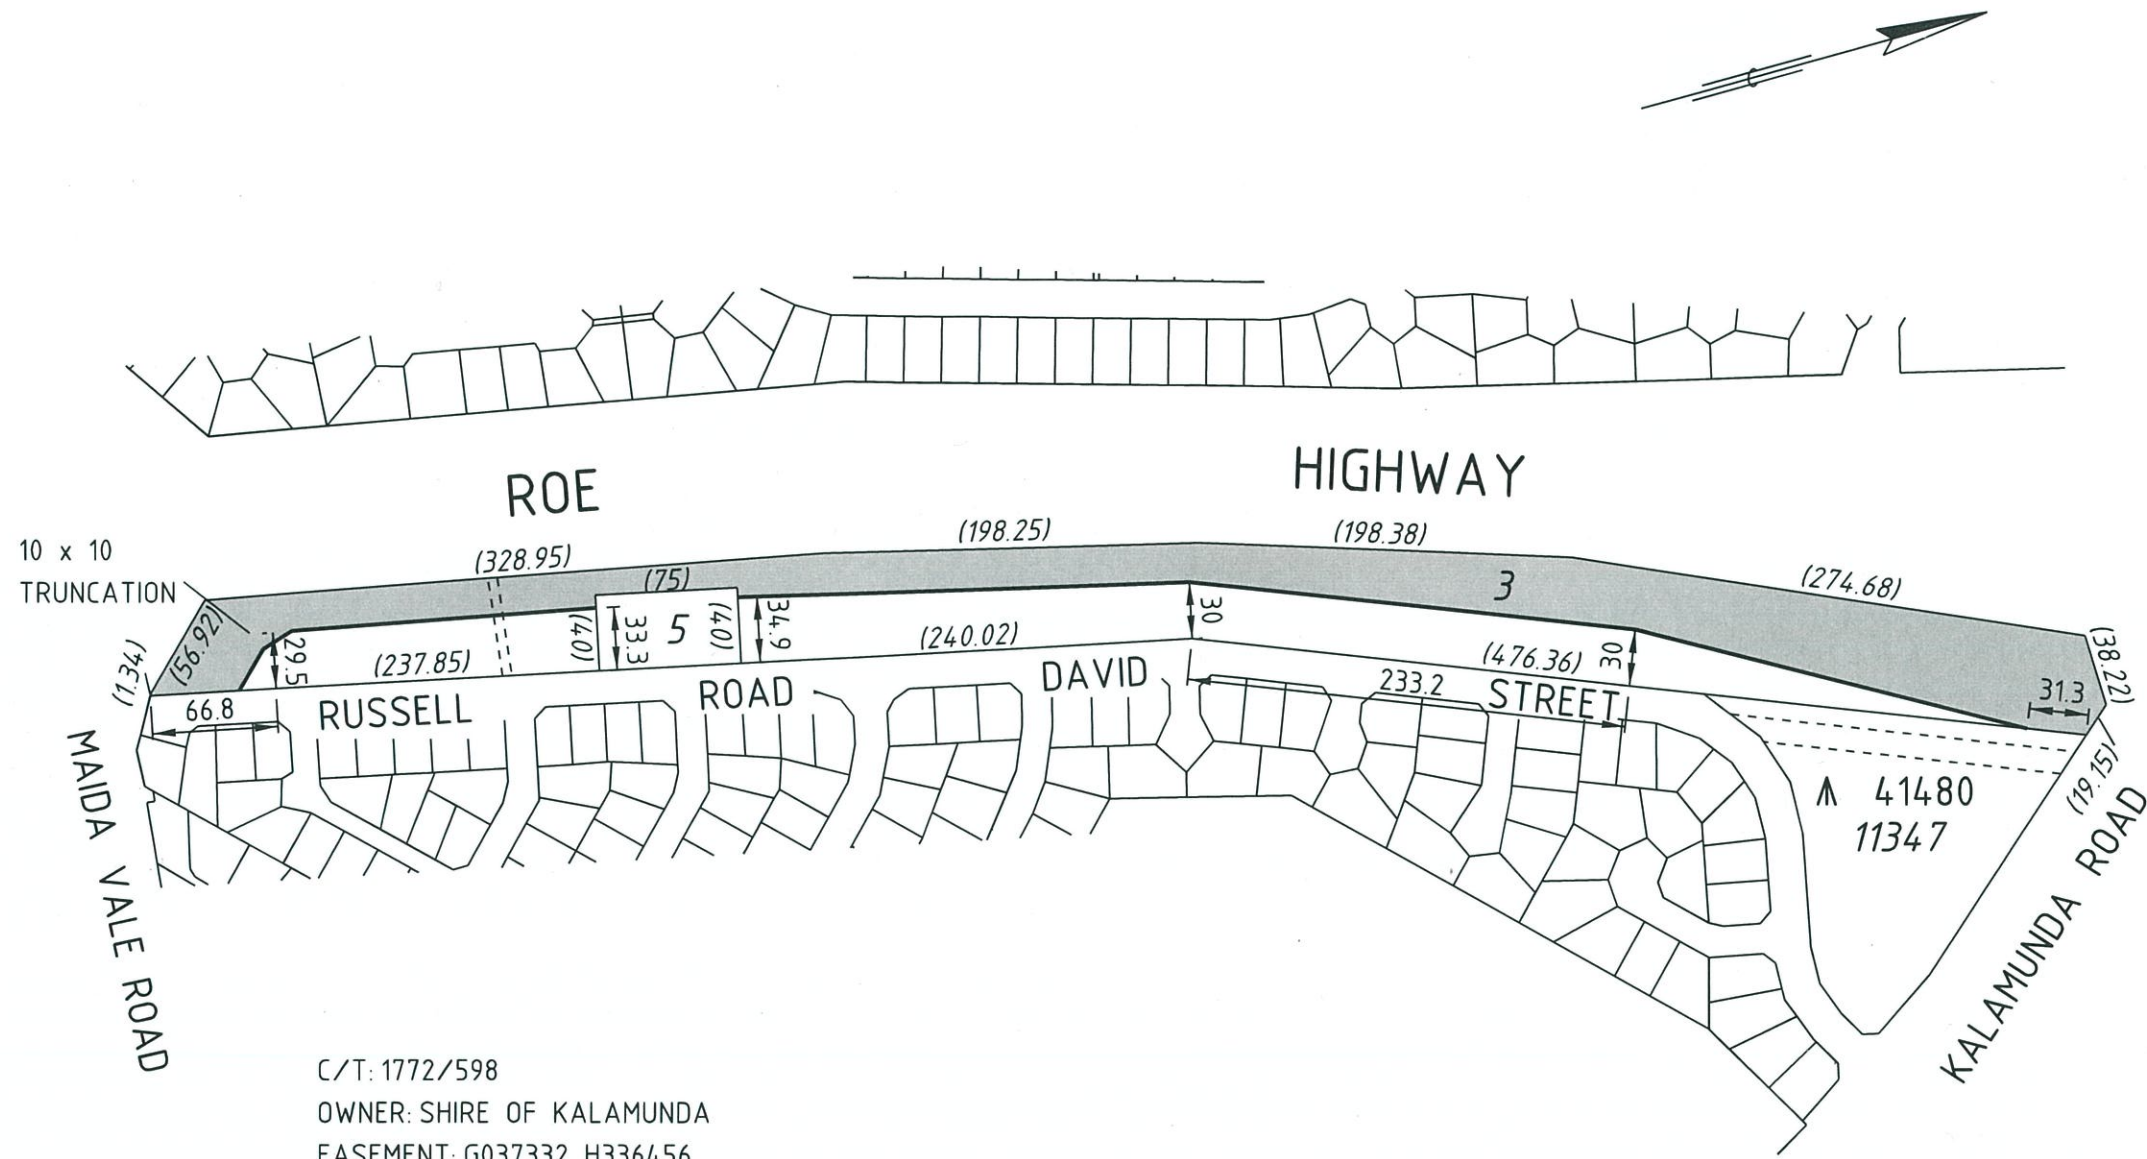 ROE
HIGHWAY
10 x 10
TRUNCATION
(328.95)
(198.25)
(198.38)
(274.68)
(75)
3
(56.92)
(1.34)
29.5
(237.85)
(40)
33.3
5
(40)
34.9
(240.02)
30
(476.36)
30
(38.22)
31.3
66.8
RUSSELL
ROAD
DAVID
233.2
STREET
(19.15)
41480
11347
MAIDA VALE ROAD
KALAMUNDA ROAD
C/T: 1772/598
OWNER: SHIRE OF KALAMUNDA
EASEMENT: G037332, H336456